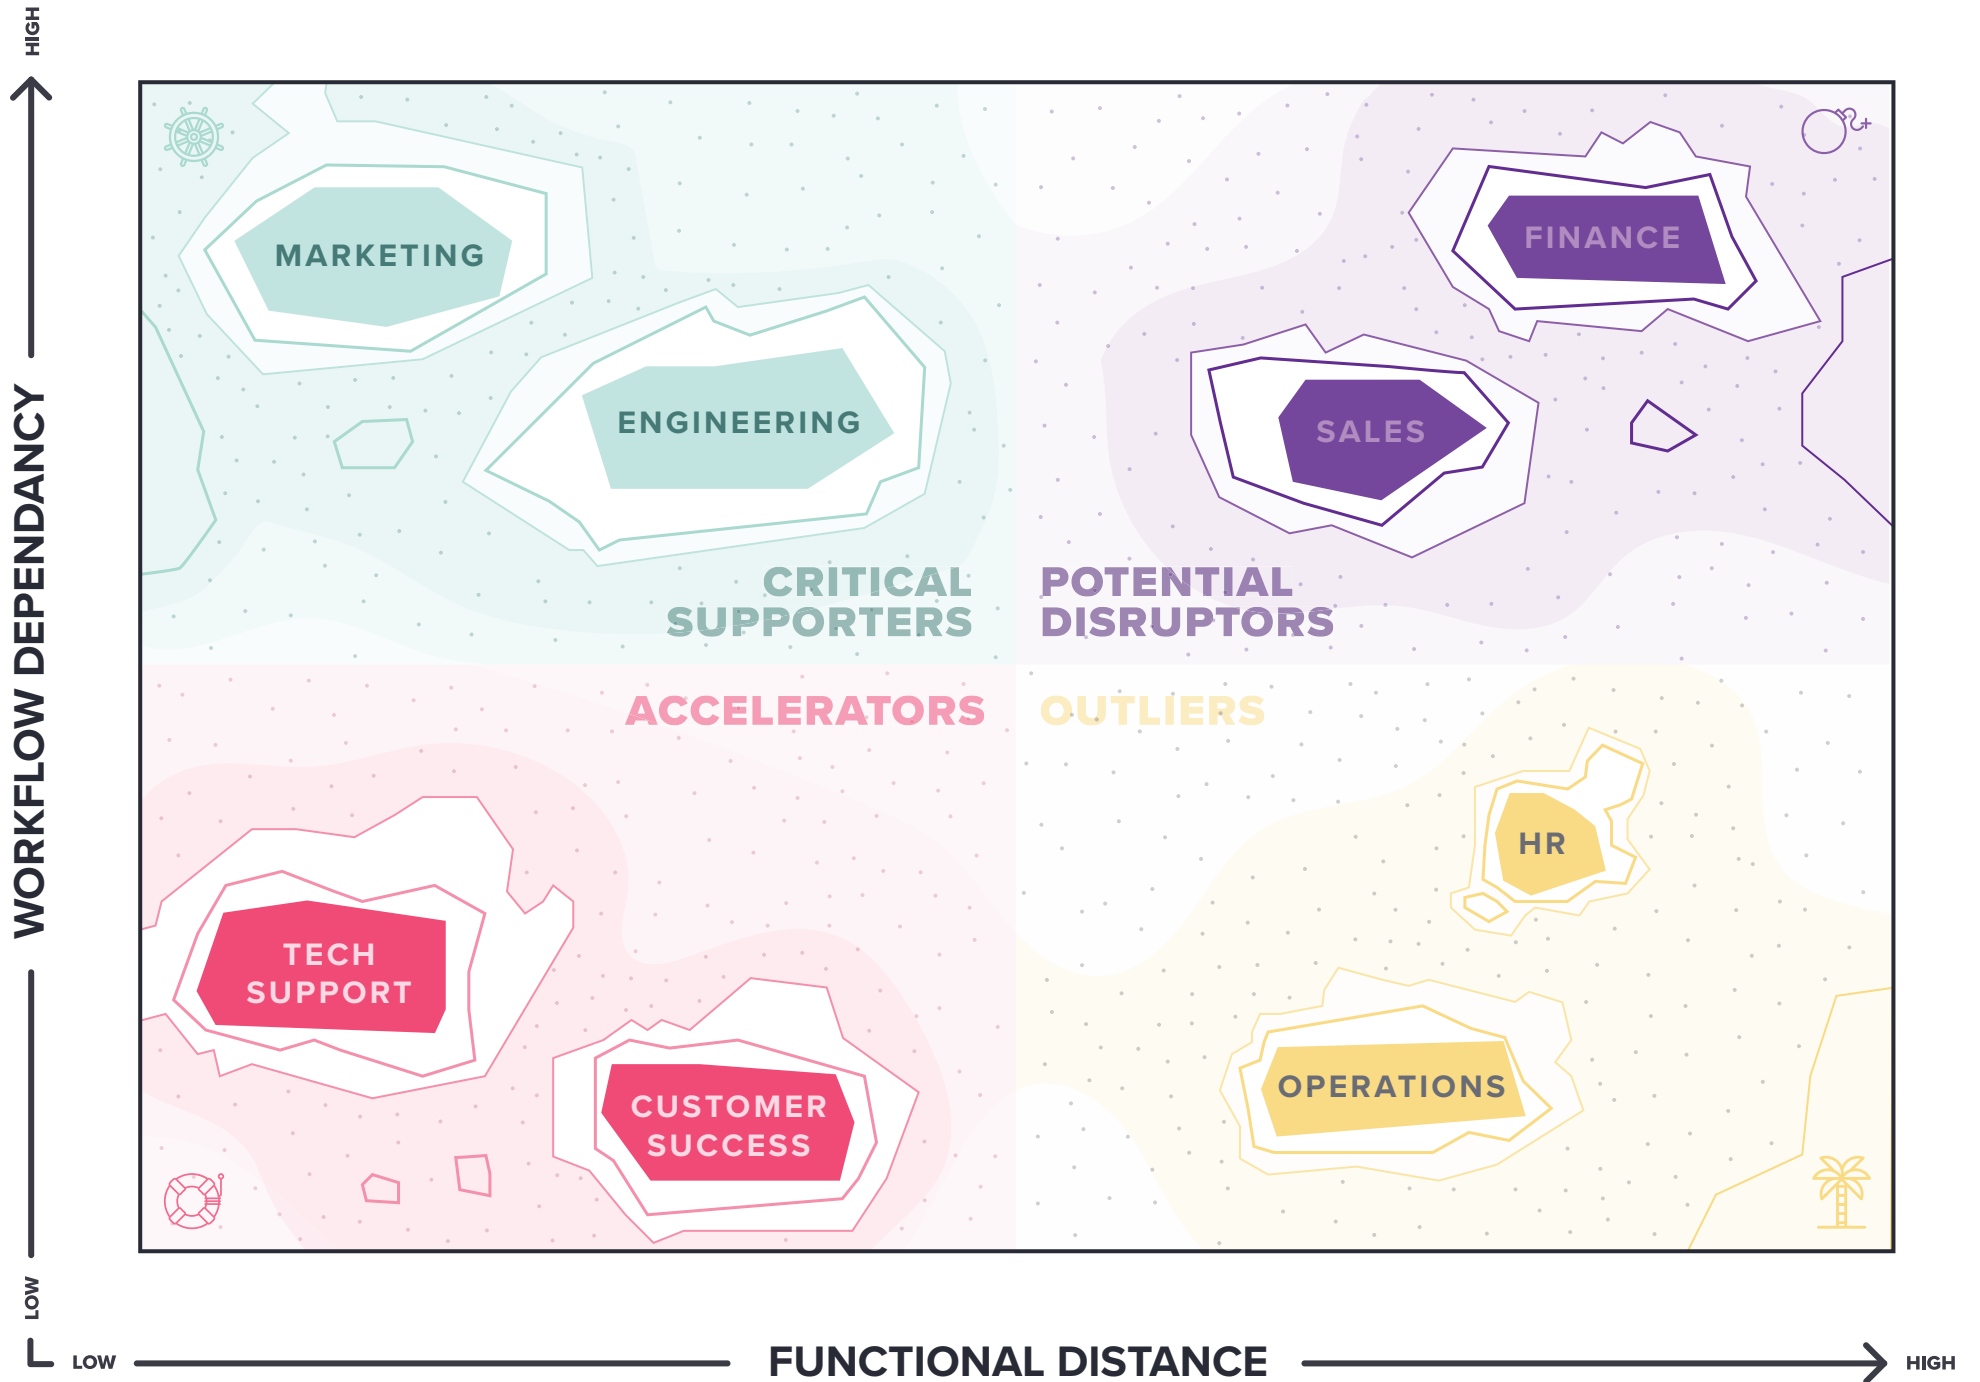 HIGH
MARKETING
FINANCE
ENGINEERING
SALES
WORKFLOW DEPENDANCY
CRITICAL
SUPPORTERS
POTENTIAL
DISRUPTORS
ACCELERATORS
OUTLIERS
HR
TECH
SUPPORT
OPERATIONS
CUSTOMER
SUCCESS
LOW
LOW
FUNCTIONAL DISTANCE
HIGH